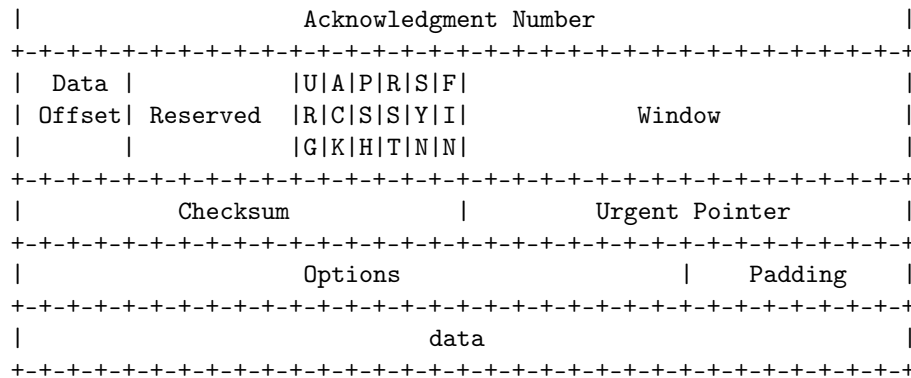 |                    Acknowledgment Number                      |
+-+-+-+-+-+-+-+-+-+-+-+-+-+-+-+-+-+-+-+-+-+-+-+-+-+-+-+-+-+-+-+-+
|  Data |           |U|A|P|R|S|F|                               |
| Offset| Reserved  |R|C|S|S|Y|I|            Window             |
|       |           |G|K|H|T|N|N|                               |
+-+-+-+-+-+-+-+-+-+-+-+-+-+-+-+-+-+-+-+-+-+-+-+-+-+-+-+-+-+-+-+-+
|           Checksum            |         Urgent Pointer        |
+-+-+-+-+-+-+-+-+-+-+-+-+-+-+-+-+-+-+-+-+-+-+-+-+-+-+-+-+-+-+-+-+
|                    Options                    |    Padding    |
+-+-+-+-+-+-+-+-+-+-+-+-+-+-+-+-+-+-+-+-+-+-+-+-+-+-+-+-+-+-+-+-+
|                             data                              |
+-+-+-+-+-+-+-+-+-+-+-+-+-+-+-+-+-+-+-+-+-+-+-+-+-+-+-+-+-+-+-+-+